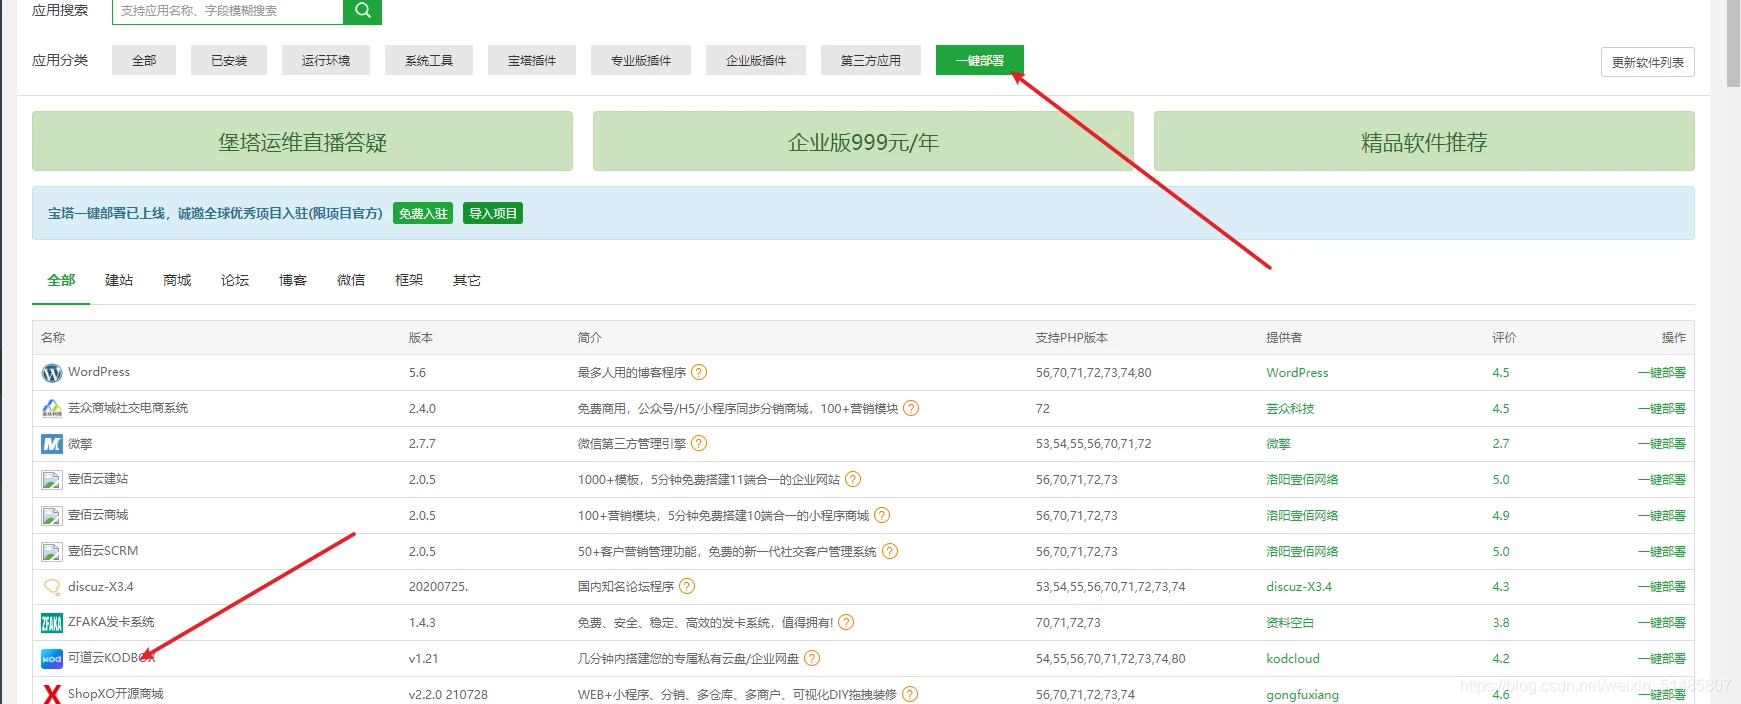 应用搜索 支持应用名称、字段模糊搜索
应用分类 全部 已安装 运行环境 系统工具 宝塔插件 专业版插件 企业版插件 第三方应用 一键部署 更新软件列表
堡塔运维直播答疑 企业版999元/年 精品软件推荐
宝塔一键部署已上线，诚邀全球优秀项目入驻(限项目官方) 免费入驻 导入项目
全部 建站 商城 论坛 博客 微信 框架 其它
名称 版本 简介 支持PHP版本 提供者 评价 操作
WordPress 5.6 最多人用的博客程序 ? 56,70,71,72,73,74,80 WordPress 4.5 一键部署
芸众商城社交电商系统 2.4.0 免费商用，公众号/H5/小程序同步分销商城，100+营销模块 ? 72 芸众科技 4.5 一键部署
微擎 2.7.7 微信第三方管理引擎 ? 53,54,55,56,70,71,72 微擎 2.7 一键部署
壹佰云建站 2.0.5 1000+模板，5分钟免费搭建11端合一的企业网站 ? 56,70,71,72,73 洛阳壹佰网络 5.0 一键部署
壹佰云商城 2.0.5 100+营销模块，5分钟免费搭建10端合一的小程序商城 ? 56,70,71,72,73 洛阳壹佰网络 4.9 一键部署
壹佰云SCRM 2.0.5 50+客户营销管理功能，免费的新一代社交客户管理系统 ? 56,70,71,72,73 洛阳壹佰网络 5.0 一键部署
discuz-X3.4 20200725. 国内知名论坛程序 ? 53,54,55,56,70,71,72,73,74 discuz-X3.4 4.3 一键部署
ZFAKA ZFAKA发卡系统 1.4.3 免费、安全、稳定、高效的发卡系统，值得拥有! ? 70,71,72,73 资料空白 3.8 一键部署
kod 可道云KODBOX v1.21 几分钟内搭建您的专属私有云盘/企业网盘 ? 54,55,56,70,71,72,73,74,80 kodcloud 4.2 一键部署
ShopXO开源商城 v2.2.0 210728 WEB+小程序、分销、多仓库、多商户、可视化DIY拖拽装修 ? 56,70,71,72,73,74 gongfuxiang 4.6 一键部署
https://blog.csdn.net/weixin_51485807